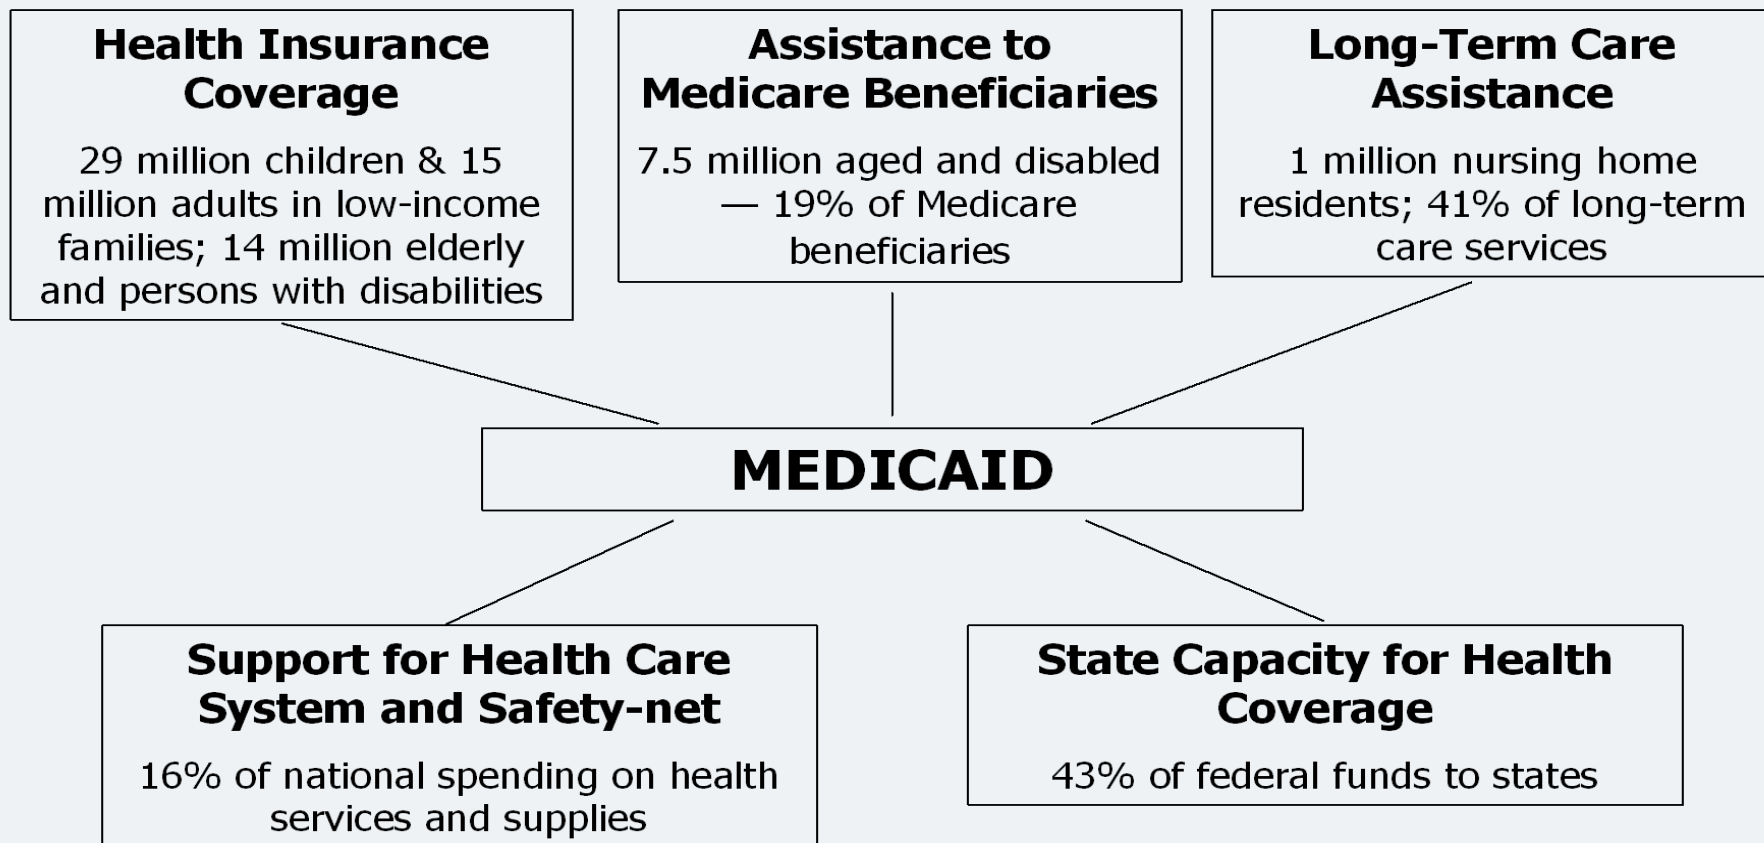 Health Insurance
Coverage
29 million children & 15
million adults in low-income
families; 14 million elderly
and persons with disabilities
Assistance to
Medicare Beneficiaries
7.5 million aged and disabled
— 19% of Medicare
beneficiaries
Long-Term Care
Assistance
1 million nursing home
residents; 41% of long-term
care services
MEDICAID
Support for Health Care
System and Safety-net
16% of national spending on health
services and supplies
State Capacity for Health
Coverage
43% of federal funds to states